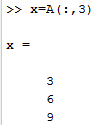 >> x=A(:,3)
x =
3
6
9